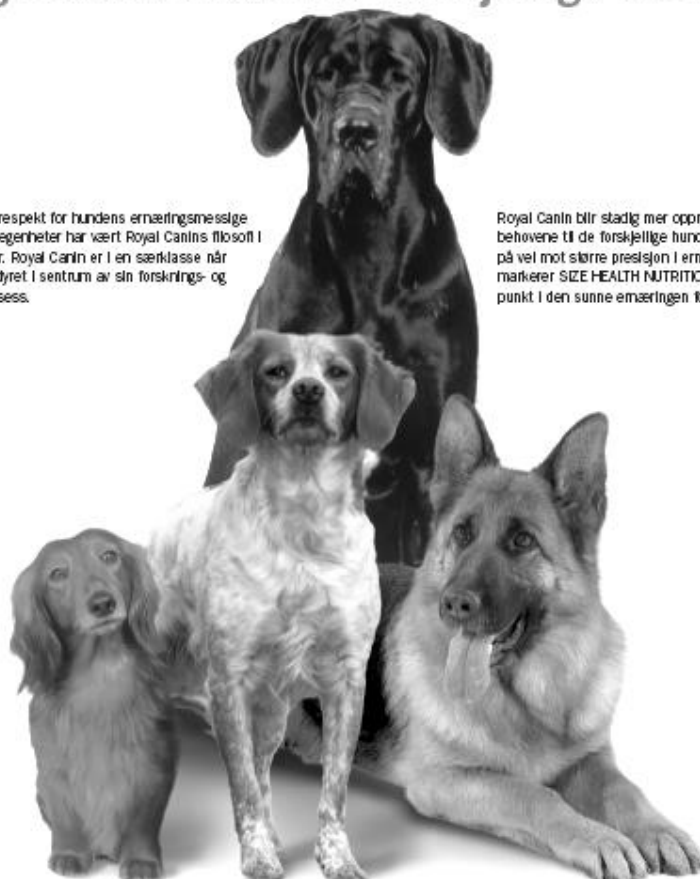 respekt for hundens ernæringsmessige
egenheter har vært Royal Canins filosofi i
r. Royal Canin er i en særklasse når
dyret i sentrum av sin forsknings- og
sess.
Royal Canin blir stadig mer oppr
behovene til de forskjellige hund
på vei mot større presisjon i ern
markerer SIZE HEALTH NUTRITIO
punkt i den sunne ernæringen f